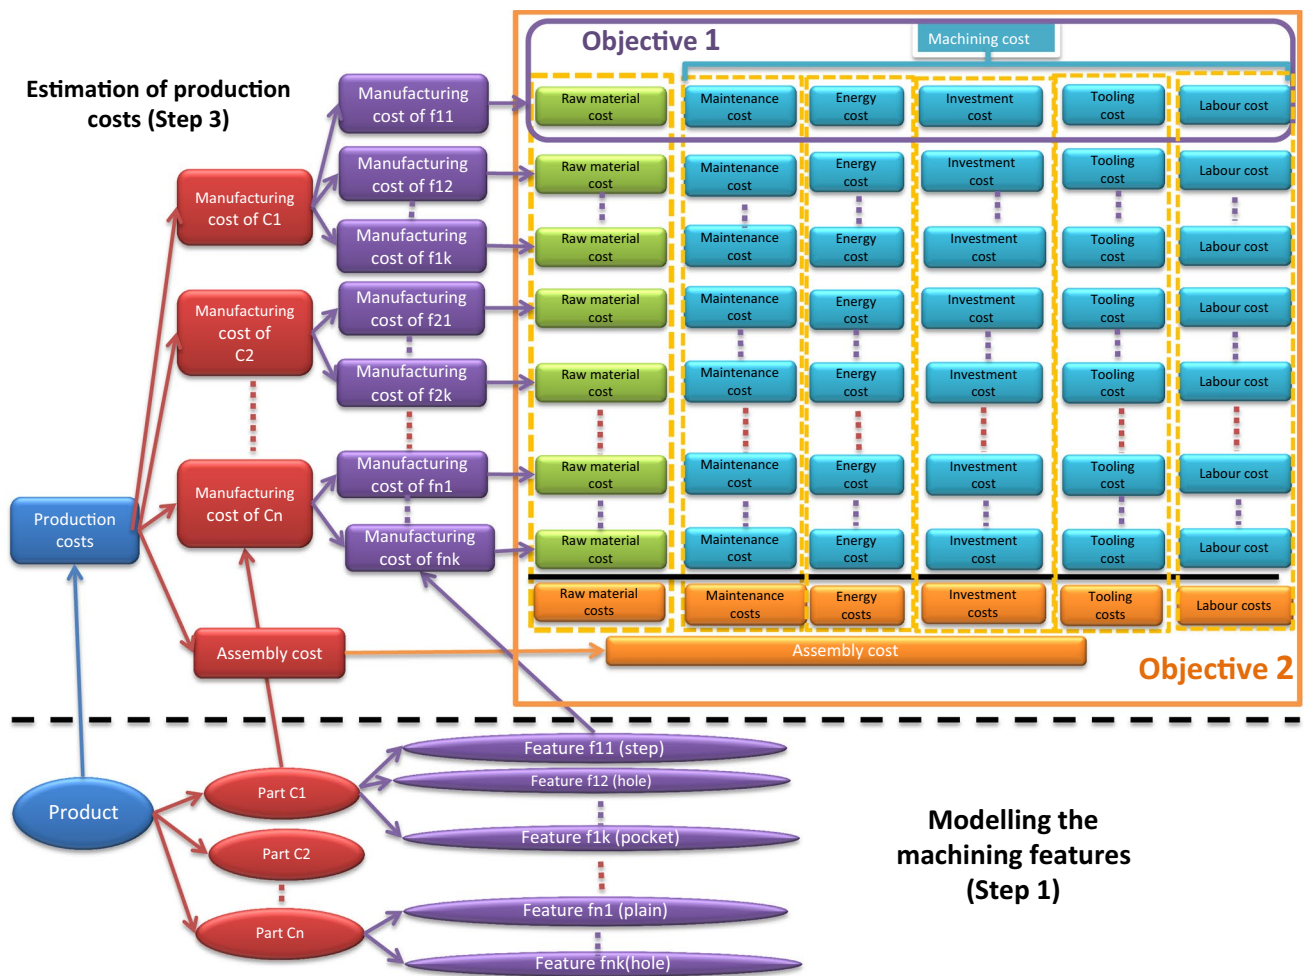 Objective 1
Machining cost
Estimation of production
costs (Step 3)
Manufacturing
cost of f11
Raw material
cost
Maintenance
cost
Energy
cost
Investment
cost
Tooling
cost
Labour cost
Manufacturing
cost of C1
Manufacturing
cost of f12
Raw material
cost
Maintenance
cost
Energy
cost
Investment
cost
Tooling
cost
Labour cost
Manufacturing
cost of f1k
Raw material
cost
Maintenance
cost
Energy
cost
Investment
cost
Tooling
cost
Labour cost
Manufacturing
cost of
C2
Manufacturing
cost of f21
Raw material
cost
Maintenance
cost
Energy
cost
Investment
cost
Tooling
cost
Labour cost
Manufacturing
cost of f2k
Raw material
cost
Maintenance
cost
Energy
cost
Investment
cost
Tooling
cost
Labour cost
Manufacturing
cost of Cn
Manufacturing
cost of fn1
Raw material
cost
Maintenance
cost
Energy
cost
Investment
cost
Tooling
cost
Labour cost
Production
costs
Manufacturing
cost of fnk
Raw material
cost
Maintenance
cost
Energy
cost
Investment
cost
Tooling
cost
Labour cost
Raw material
costs
Maintenance
costs
Energy
costs
Investment
costs
Tooling
costs
Labour costs
Assembly cost
Assembly cost
Objective 2
Feature f11 (step)
Feature f12 (hole)
Part C1
Product
Feature f1k (pocket)
Part C2
Modelling the
machining features
(Step 1)
Feature fn1 (plain)
Part Cn
Feature fnk(hole)